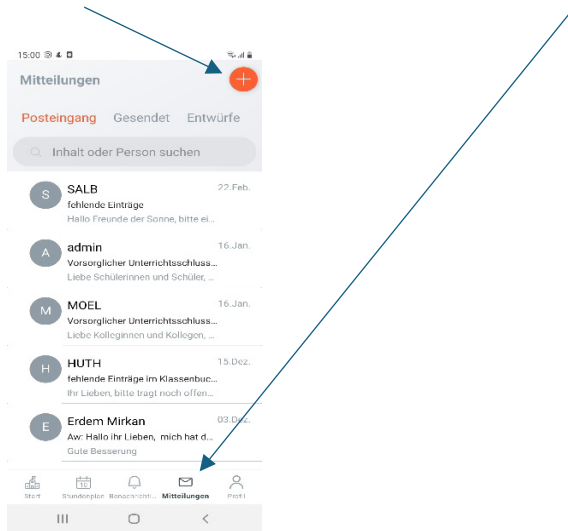 15:00
Mitteilungen
Posteingang Gesendet Entwürfe
Inhalt oder Person suchen
S SALB 22.Feb.
fehlende Einträge
Hallo Freunde der Sonne, bitte ei...
A admin 16.Jan.
Vorsorglicher Unterrichtsschluss...
Liebe Schülerinnen und Schüler, ...
M MOEL 16.Jan.
Vorsorglicher Unterrichtsschluss...
Liebe Kolleginnen und Kollegen, ...
H HUTH 15.Dez.
fehlende Einträge im Klassenbuc...
Ihr Lieben, bitte tragt noch offen...
E Erdem Mirkan 03.Dez.
Aw: Hallo ihr Lieben, mich hat d...
Gute Besserung
Start Stundenplan Benachrichti... Mitteilungen Profil